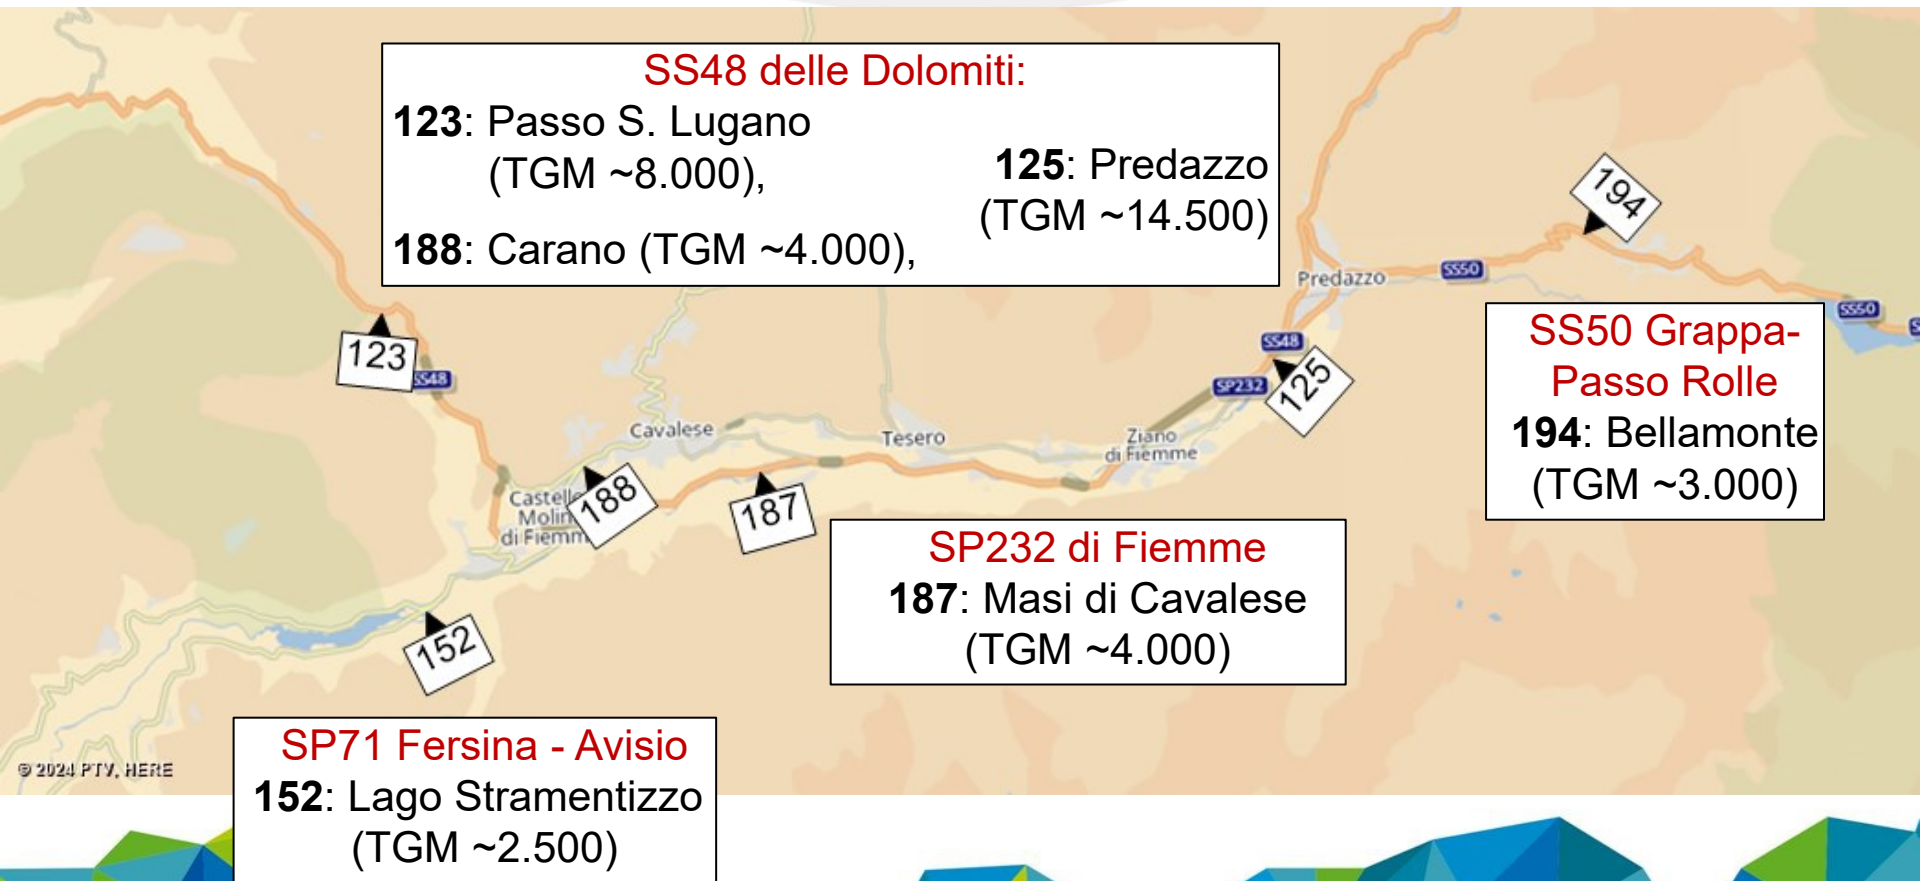 SS48 delle Dolomiti:
123: Passo S. Lugano
(TGM ~8.000),
188: Carano (TGM ~4.000),
125: Predazzo
(TGM ~14.500)
194
Predazzo
SS50
SS50
SS50 Grappa-
Passo Rolle
194: Bellamonte
(TGM ~3.000)
123
SS48
SS48
SP232
125
Cavalese
Tesero
Ziano
di Fiemme
Castello
Molin
di Fiemm
188
187
SP232 di Fiemme
187: Masi di Cavalese
(TGM ~4.000)
152
SP71 Fersina - Avisio
152: Lago Stramentizzo
(TGM ~2.500)
© 2024 PTV, HERE